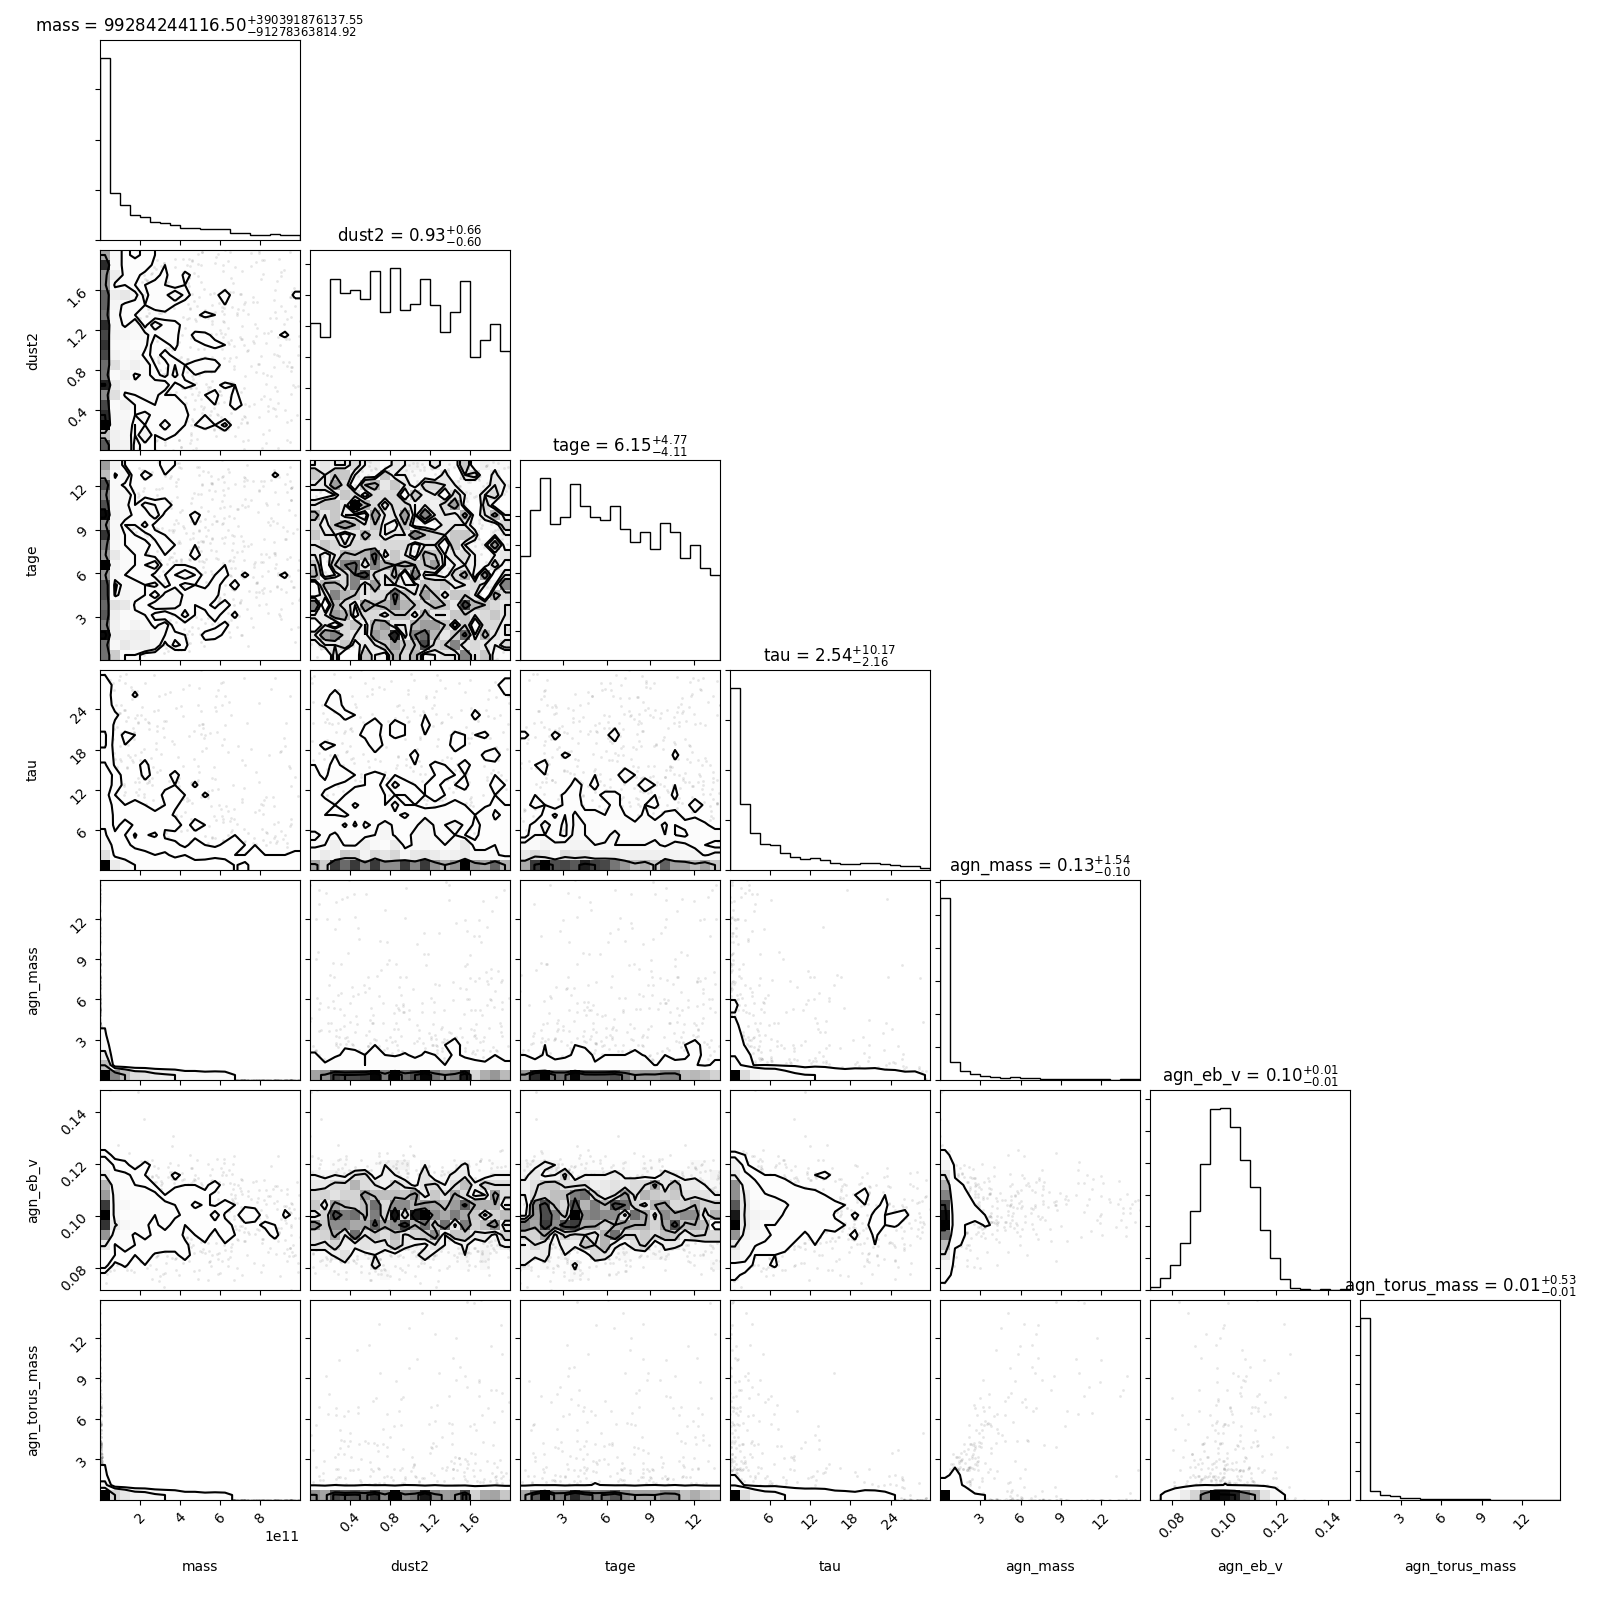 mass = 99284244116.50+390391876137.55−91278363814.92
dust2 = 0.93+0.66−0.60
dust2
1.6
1.2
0.8
0.4
tage = 6.15+4.77−4.11
tage
12
9
6
3
tau = 2.54+10.17−2.16
tau
24
18
12
6
agn_mass = 0.13+1.54−0.10
agn_mass
12
9
6
3
agn_eb_v = 0.10+0.01−0.01
agn_eb_v
0.14
0.12
0.10
0.08
agn_torus_mass = 0.01+0.53−0.01
agn_torus_mass
12
9
6
3
2 4 6 8 0.4 0.8 1.2 1.6 3 6 9 12 6 12 18 24 3 6 9 12 0.08 0.10 0.12 0.14 3 6 9 12
1e11
mass dust2 tage tau agn_mass agn_eb_v agn_torus_mass